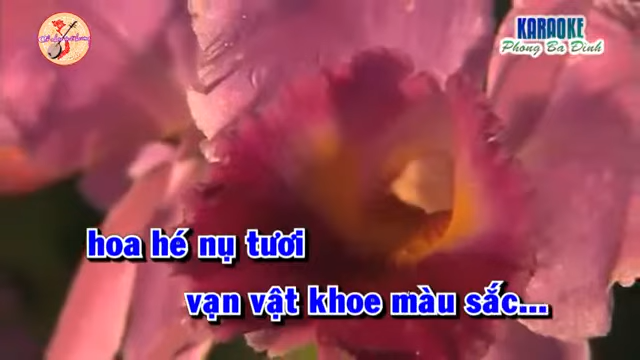 KARAOKE
Phong Ba Dinh
hoa hé nụ tươi
vạn vật khoe màu sắc...